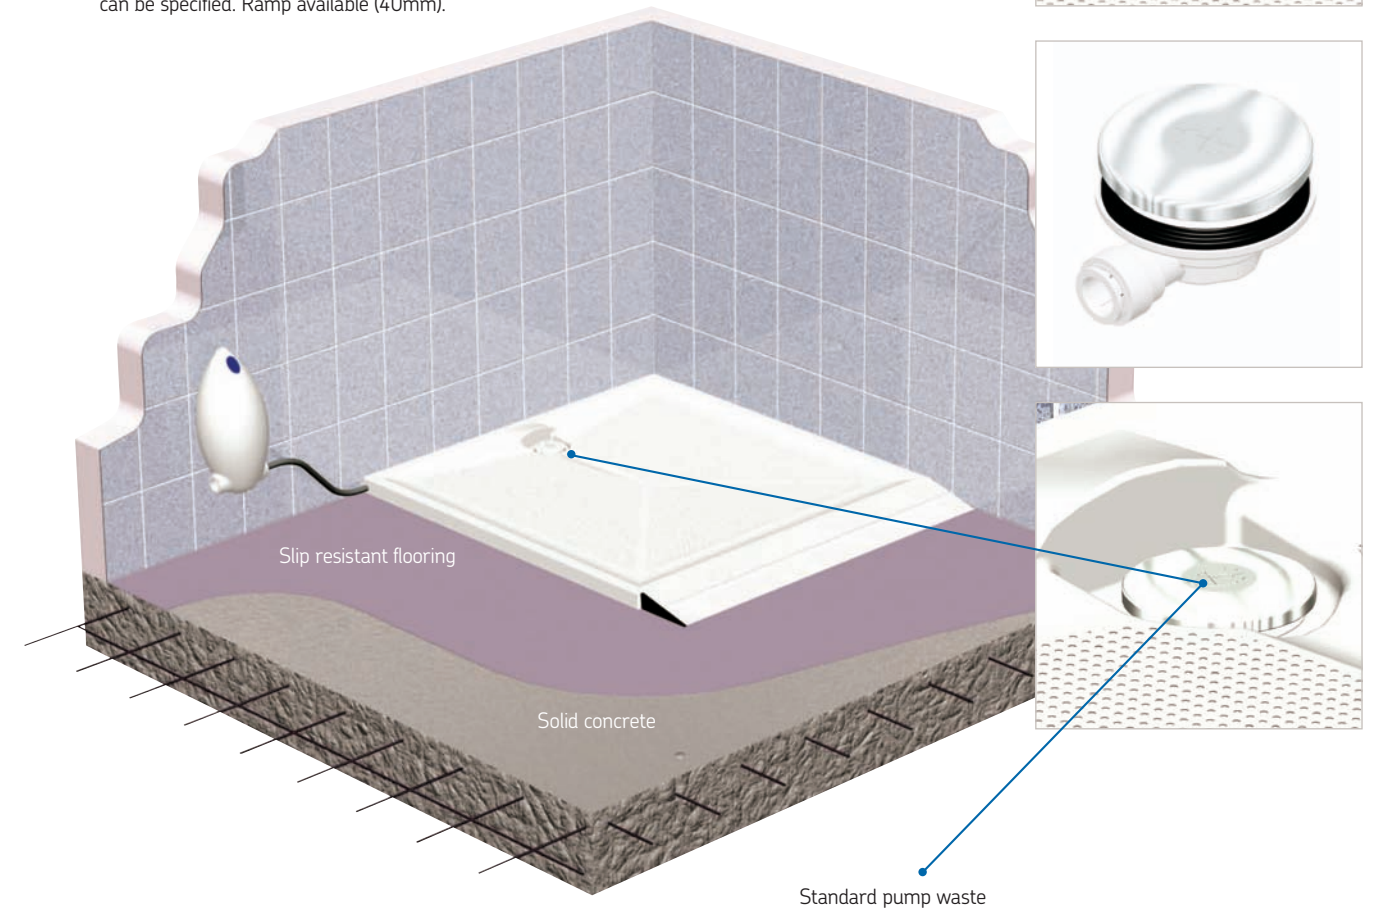 can be specified. Ramp available (40mm).
Slip resistant flooring
Solid concrete
Standard pump waste